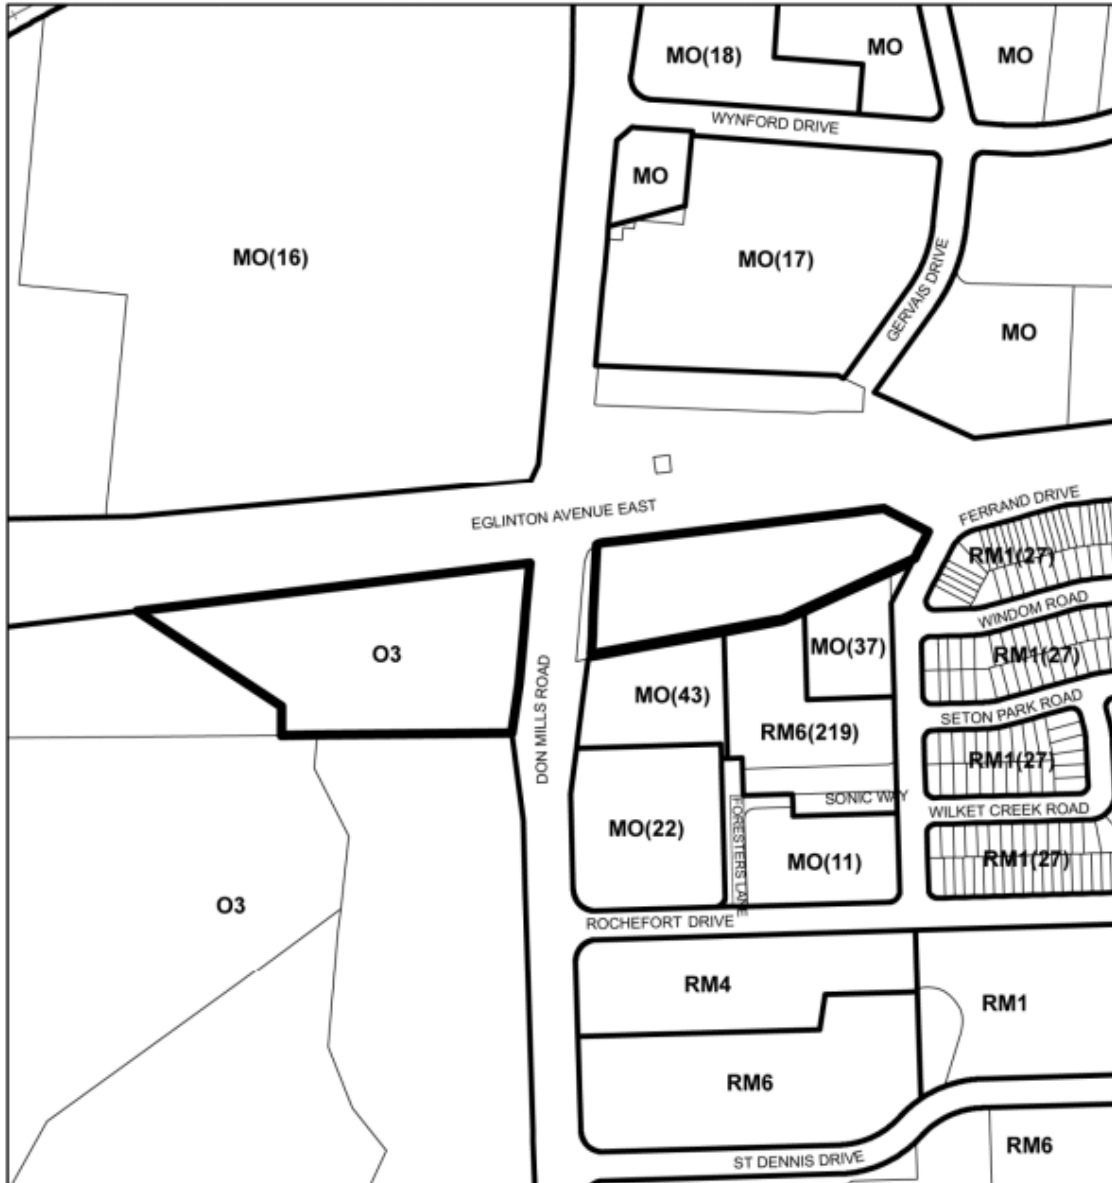 MO(18)
MO
MO
WYNFORD DRIVE
MO
MO(16)
MO(17)
GERVAIS DRIVE
MO
EGLINTON AVENUE EAST
FERRAND DRIVE
RM1(27)
WINDOM ROAD
O3
MO(37)
RM1(27)
MO(43)
DON MILLS ROAD
SETON PARK ROAD
RM6(219)
RM1(27)
SONIC WAY
WILKET CREEK ROAD
MO(22)
FORESTERS LANE
MO(11)
RM1(27)
O3
ROCHEFORT DRIVE
RM4
RM1
RM6
RM6
ST DENNIS DRIVE